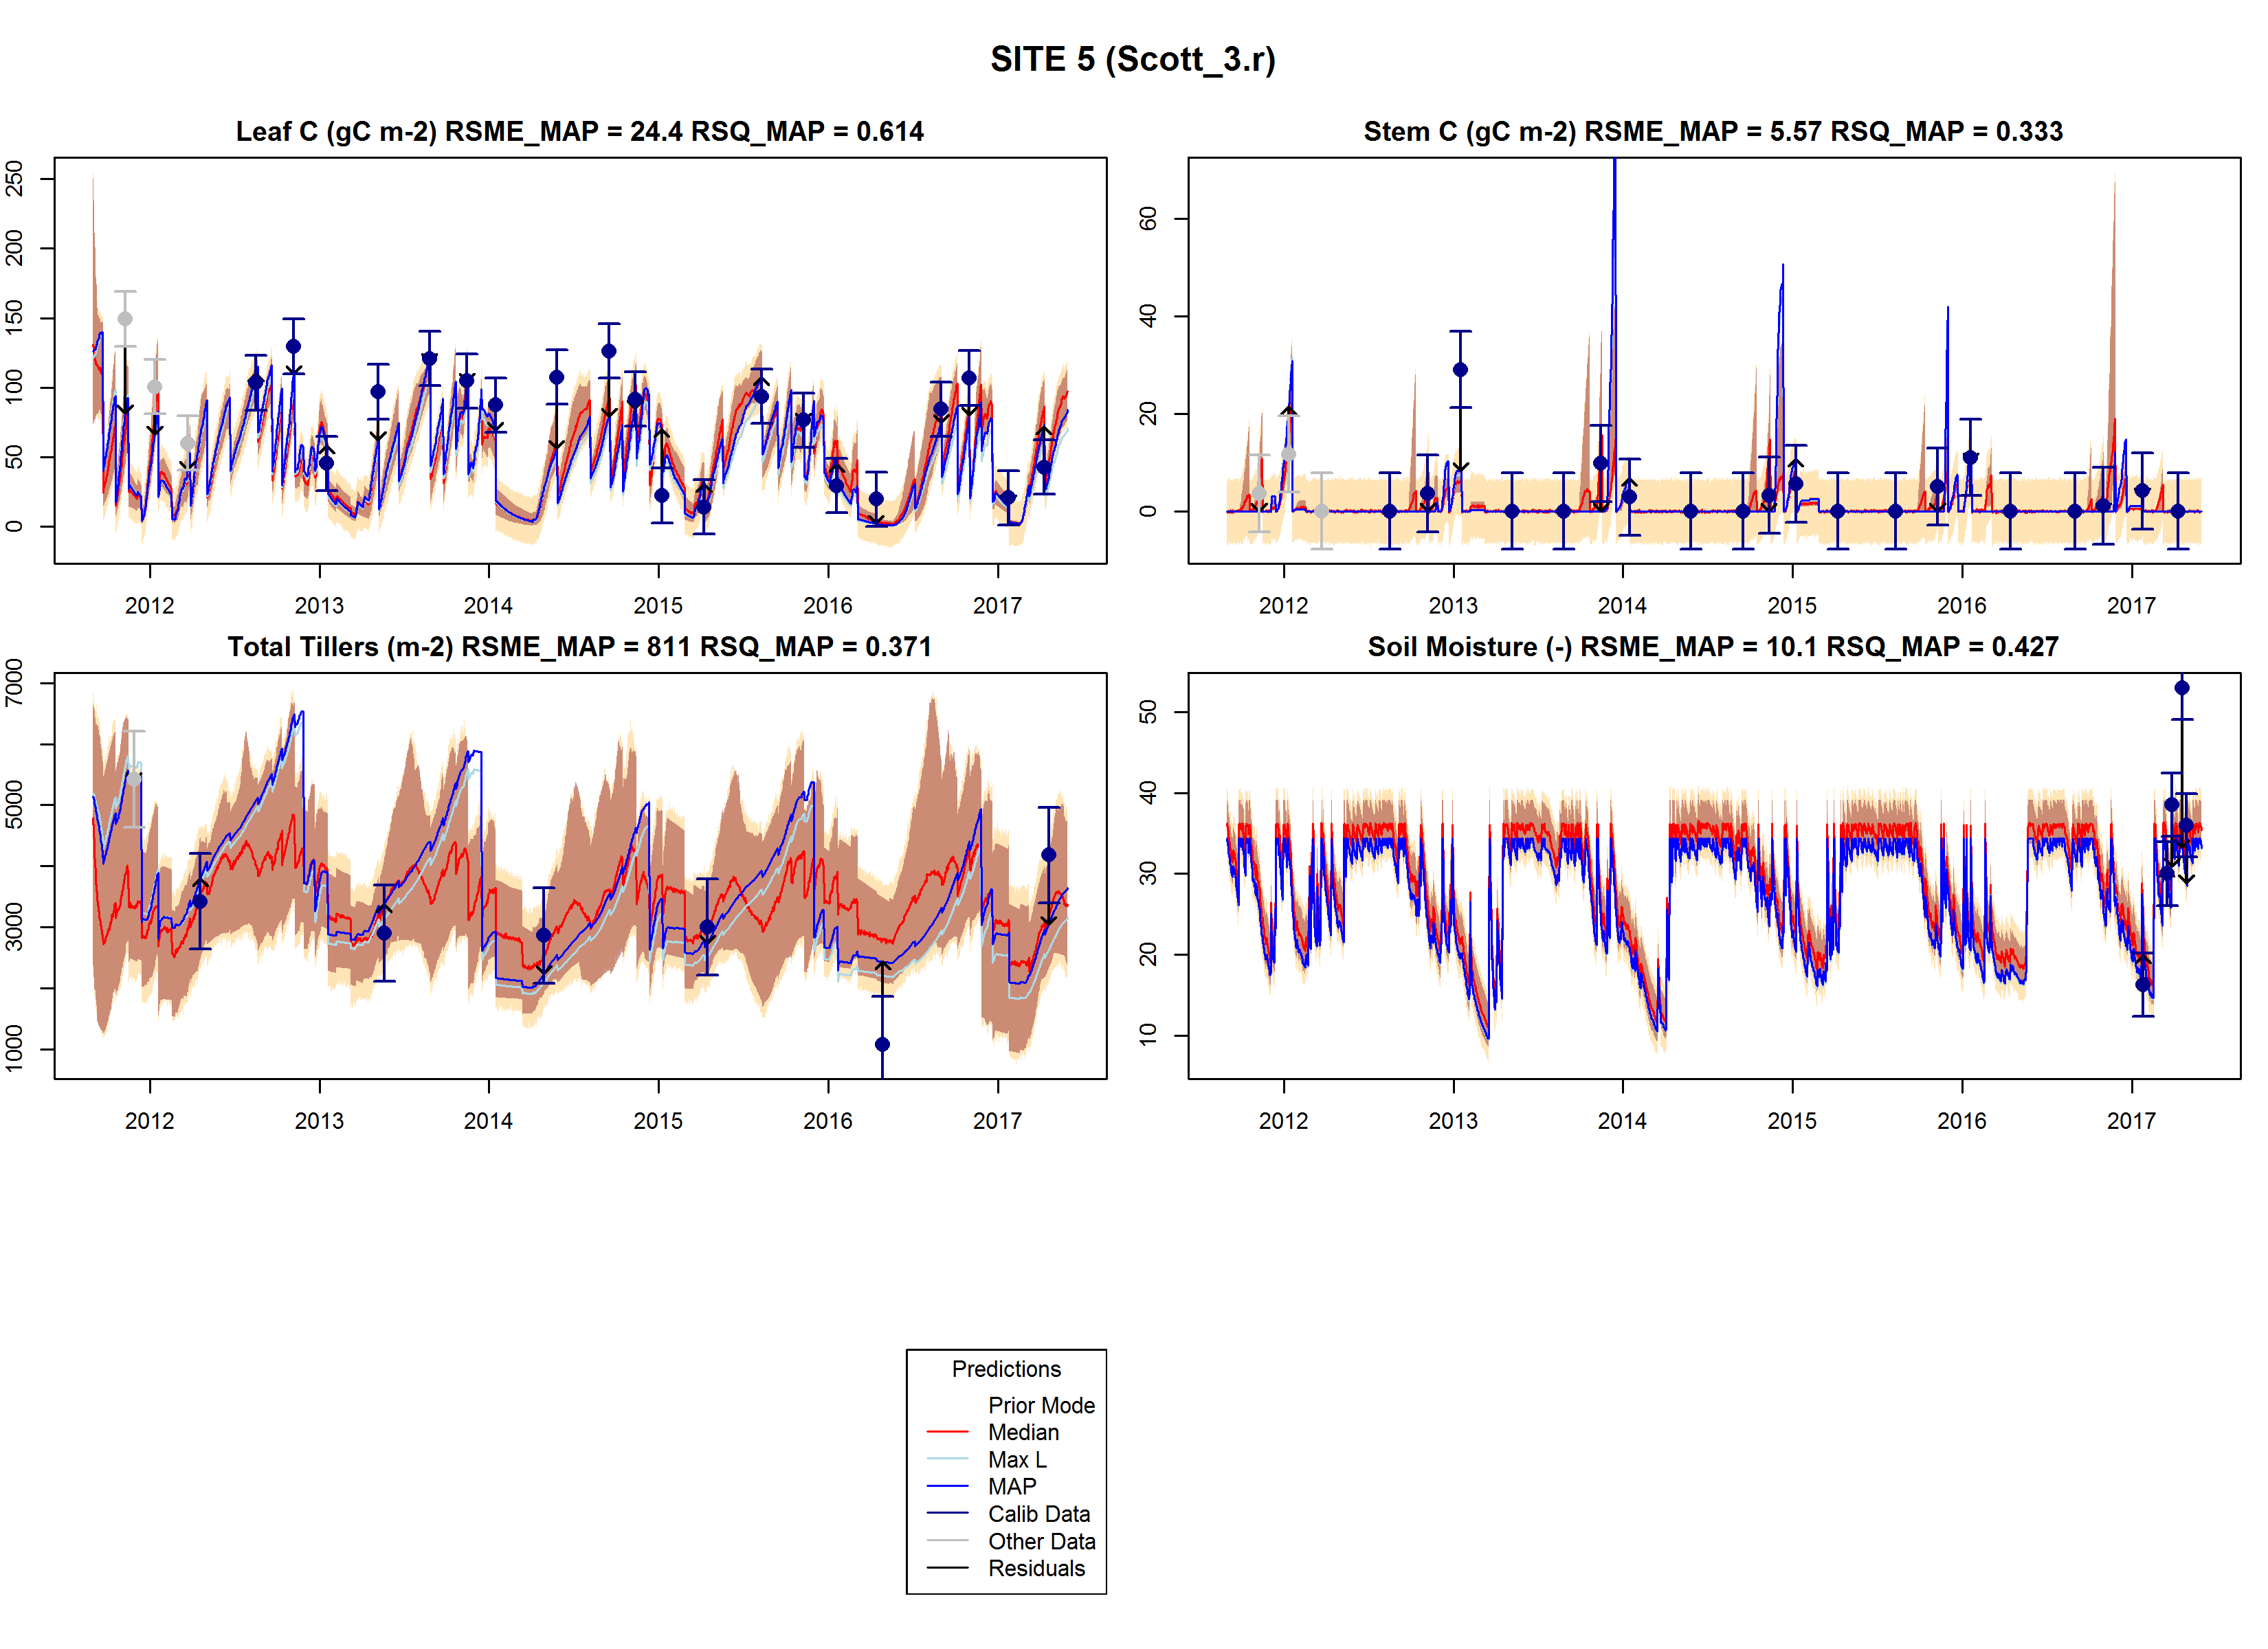 SITE 5 (Scott_3.r)
Leaf C (gC m-2) RSME_MAP = 24.4 RSQ_MAP = 0.614
250
200
150
100
50
0
2012 2013 2014 2015 2016 2017
Stem C (gC m-2) RSME_MAP = 5.57 RSQ_MAP = 0.333
60
40
20
0
2012 2013 2014 2015 2016 2017
Total Tillers (m-2) RSME_MAP = 811 RSQ_MAP = 0.371
7000
5000
3000
1000
2012 2013 2014 2015 2016 2017
Soil Moisture (-) RSME_MAP = 10.1 RSQ_MAP = 0.427
50
40
30
20
10
2012 2013 2014 2015 2016 2017
Predictions
Prior Mode
Median
Max L
MAP
Calib Data
Other Data
Residuals